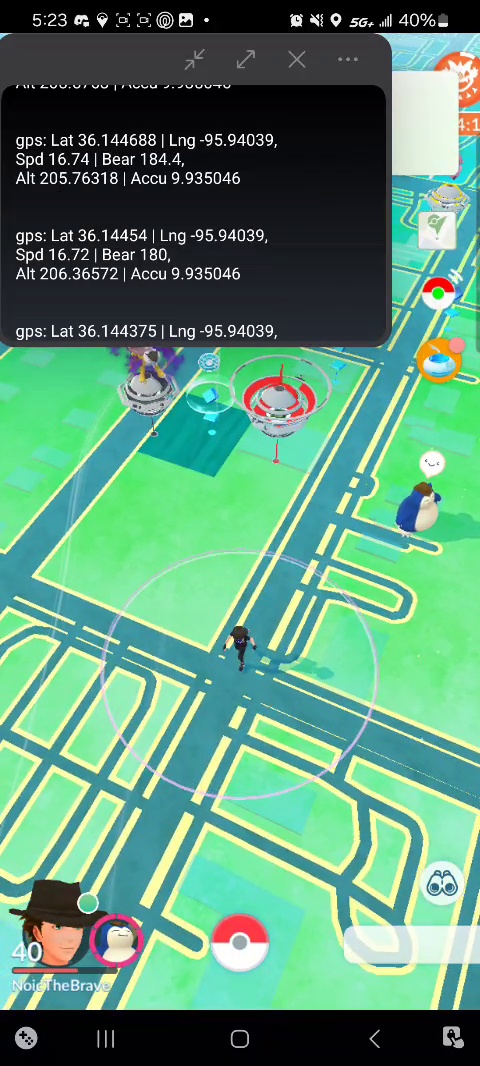 5:23
5G+
40%
gps: Lat 36.144688 | Lng -95.94039,
Spd 16.74 | Bear 184.4,
Alt 205.76318 | Accu 9.935046
gps: Lat 36.14454 | Lng -95.94039,
Spd 16.72 | Bear 180,
Alt 206.36572 | Accu 9.935046
gps: Lat 36.144375 | Lng -95.94039,
40
NoicTheBrave